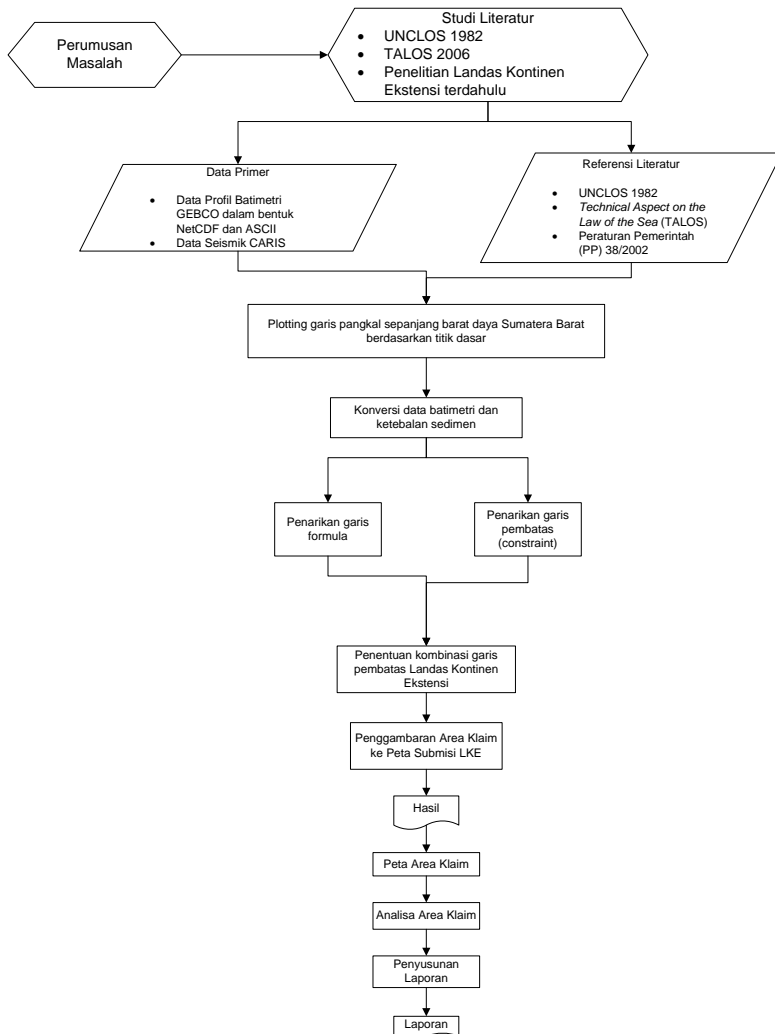 Perumusan
Masalah
Studi Literatur
• UNCLOS 1982
• TALOS 2006
• Penelitian Landas Kontinen
Ekstensi terdahulu
Data Primer
• Data Profil Batimetri
GEBCO dalam bentuk
NetCDF dan ASCII
• Data Seismik CARIS
Referensi Literatur
• UNCLOS 1982
• Technical Aspect on the
Law of the Sea (TALOS)
• Peraturan Pemerintah
(PP) 38/2002
Plotting garis pangkal sepanjang barat daya Sumatera Barat
berdasarkan titik dasar
Konversi data batimetri dan
ketebalan sedimen
Penarikan garis
formula
Penarikan garis
pembatas
(constraint)
Penentuan kombinasi garis
pembatas Landas Kontinen
Ekstensi
Penggambaran Area Klaim
ke Peta Submisi LKE
Hasil
Peta Area Klaim
Analisa Area Klaim
Penyusunan
Laporan
Laporan